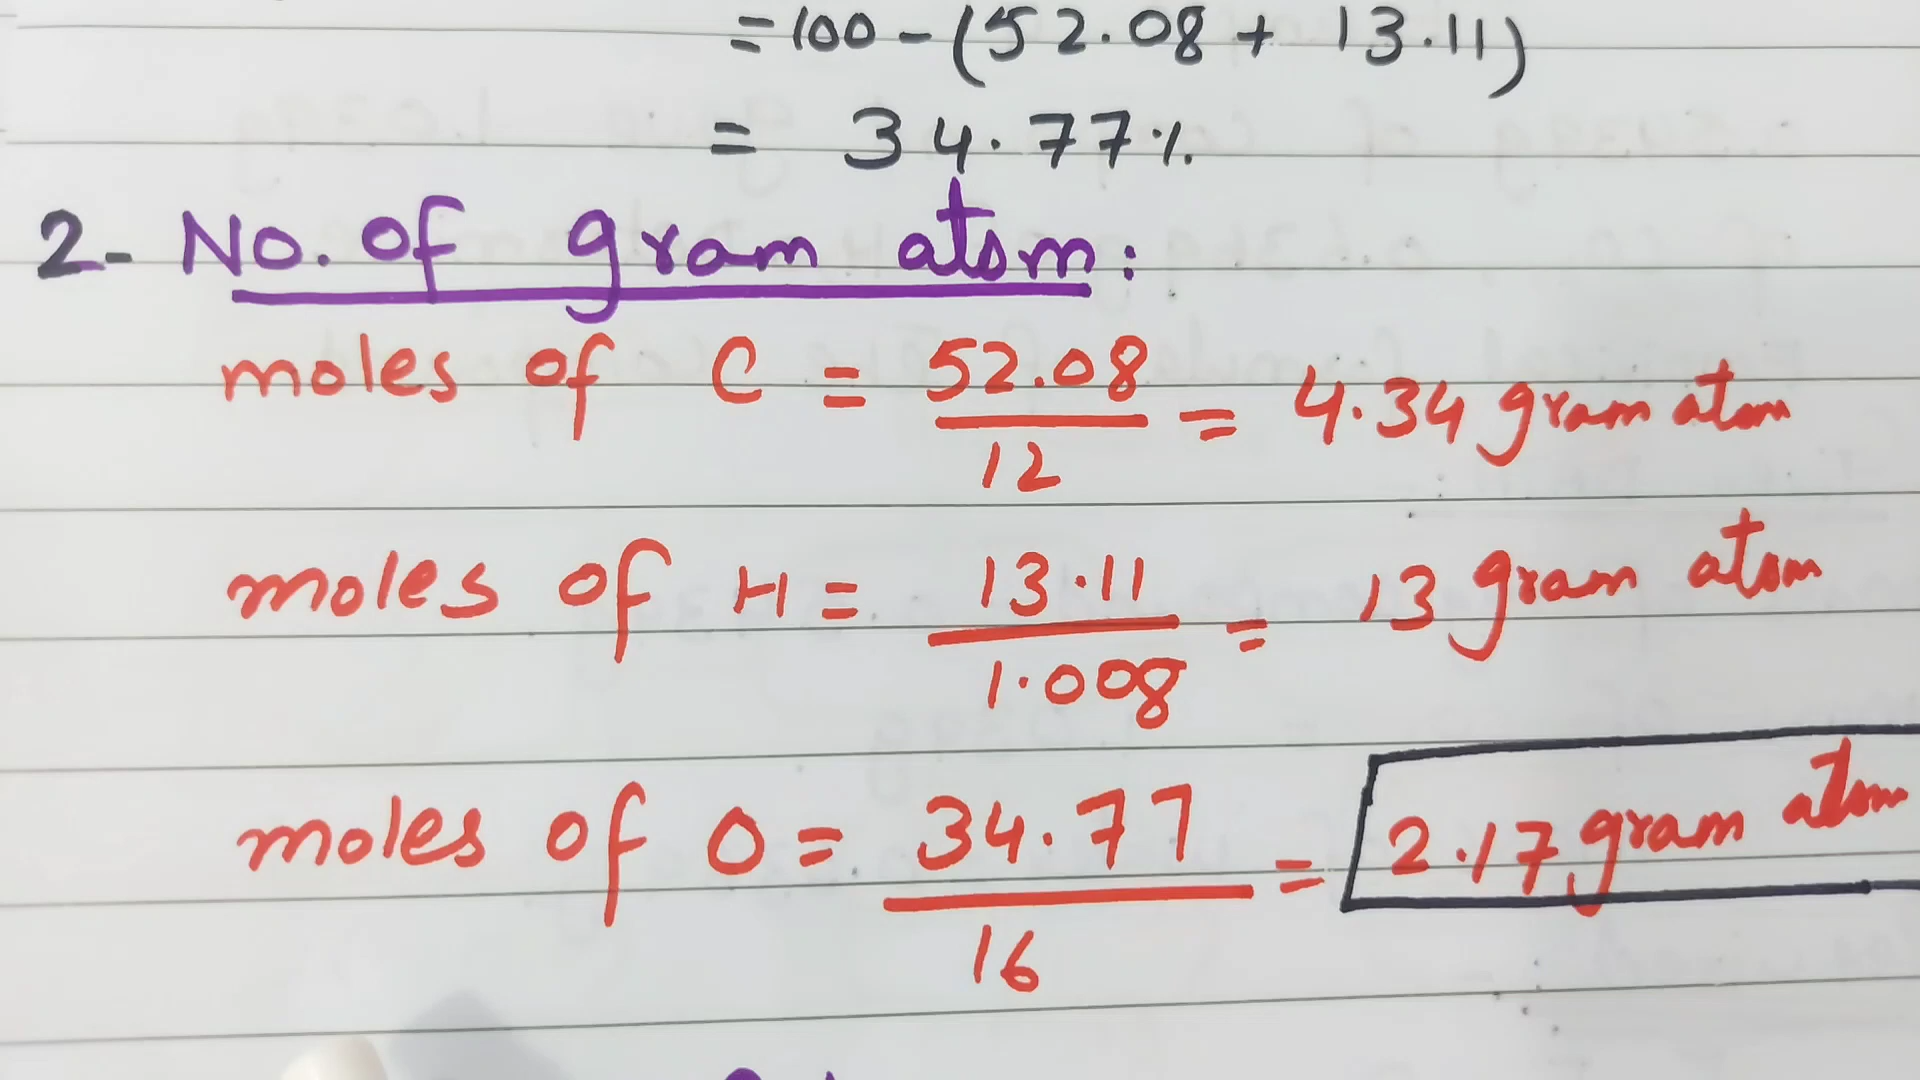 =100-(52.08+ 13.11)
= 34.77%
2- No. of gram atom:
moles of C = 52.08/12 = 4.34 gram atom
moles of H = 13.11/1.008 = 13 gram atom
moles of O = 34.77/16 = 2.17 gram atom